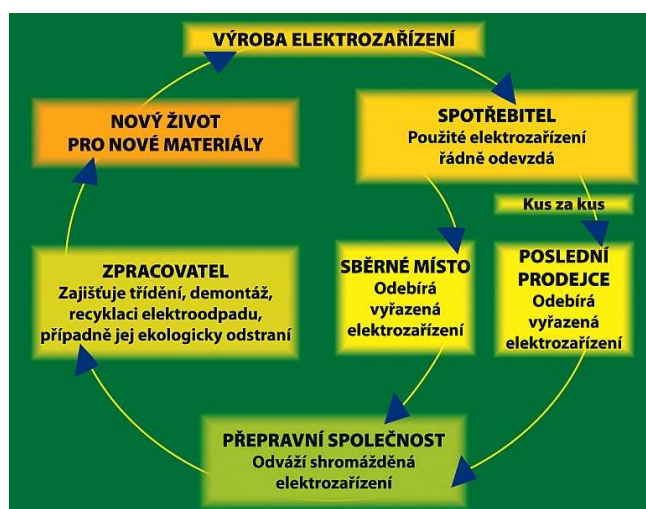 VÝROBA ELEKTROZAŘÍZENÍ
SPOTŘEBITEL
Použité elektrozařízení
řádně odevzdá
Kus za kus
POSLEDNÍ
PRODEJCE
Odebírá
vyřazená
elektrozařízení
SBĚRNÉ MÍSTO
Odebírá
vyřazená
elektrozařízení
PŘEPRAVNÍ SPOLEČNOST
Odváží shromážděná
elektrozařízení
ZPRACOVATEL
Zajišťuje třídění, demontáž,
recyklaci elektroodpadu,
případně jej ekologicky odstraní
NOVÝ ŽIVOT
PRO NOVÉ MATERIÁLY